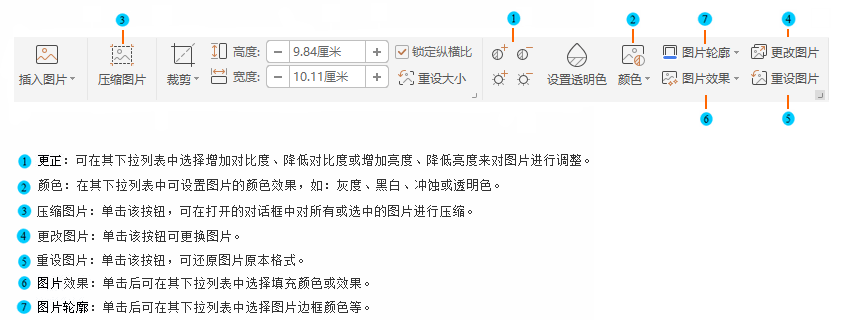 3 1 2 7 4
插入图片 压缩图片 裁剪 高度: － 9.84厘米 + 锁定纵横比 设置透明色 颜色 图片轮廓 更改图片
宽度: － 10.11厘米 + 重设大小 图片效果 重设图片
6 5
1 更正：可在其下拉列表中选择增加对比度、降低对比度或增加亮度、降低亮度来对图片进行调整。
2 颜色：在其下拉列表中可设置图片的颜色效果，如：灰度、黑白、冲蚀或透明色。
3 压缩图片：单击该按钮，可在打开的对话框中对所有或选中的图片进行压缩。
4 更改图片：单击该按钮可更换图片。
5 重设图片：单击该按钮，可还原图片原本格式。
6 图片效果：单击后可在其下拉列表中选择填充颜色或效果。
7 图片轮廓：单击后可在其下拉列表中选择图片边框颜色等。